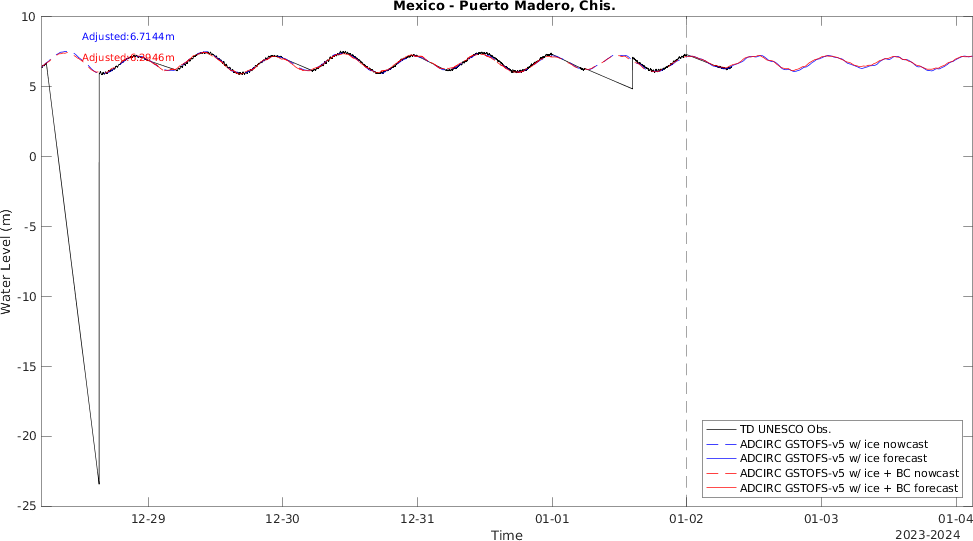 Mexico - Puerto Madero, Chis.
10
5
0
-5
-10
-15
-20
-25
Water Level (m)
Adjusted:6.7144m
Adjusted:6.2946m
TD UNESCO Obs.
ADCIRC GSTOFS-v5 w/ ice nowcast
ADCIRC GSTOFS-v5 w/ ice forecast
ADCIRC GSTOFS-v5 w/ ice + BC nowcast
ADCIRC GSTOFS-v5 w/ ice + BC forecast
12-29 12-30 12-31 01-01 01-02 01-03 01-04
Time
2023-2024